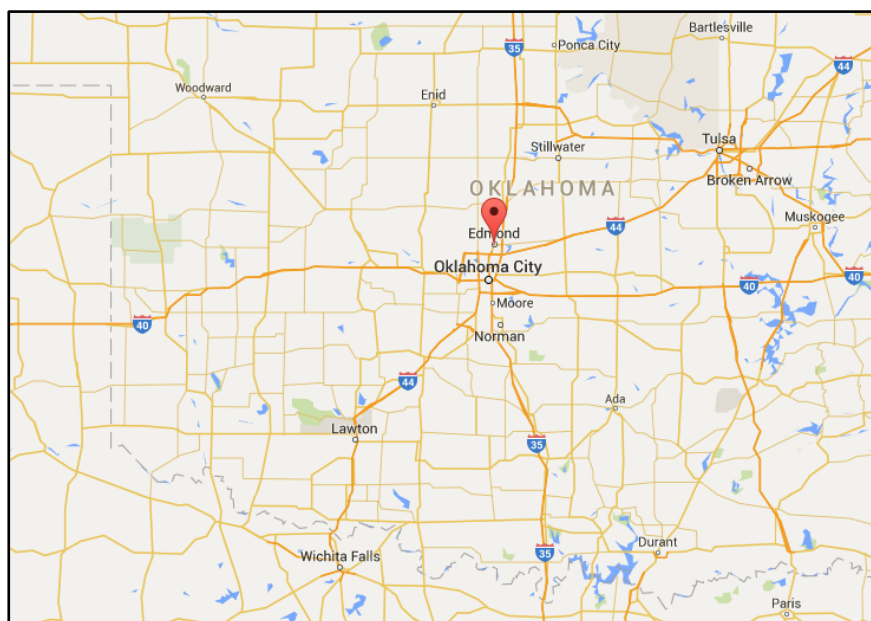 Bartlesville
35
Ponca City
44
Woodward
Enid
Stillwater
Tulsa
Broken Arrow
OKLAHOMA
Muskogee
44
Edmond
Oklahoma City
40
40
Moore
40
Norman
44
Ada
Lawton
35
Durant
35
Wichita Falls
Paris